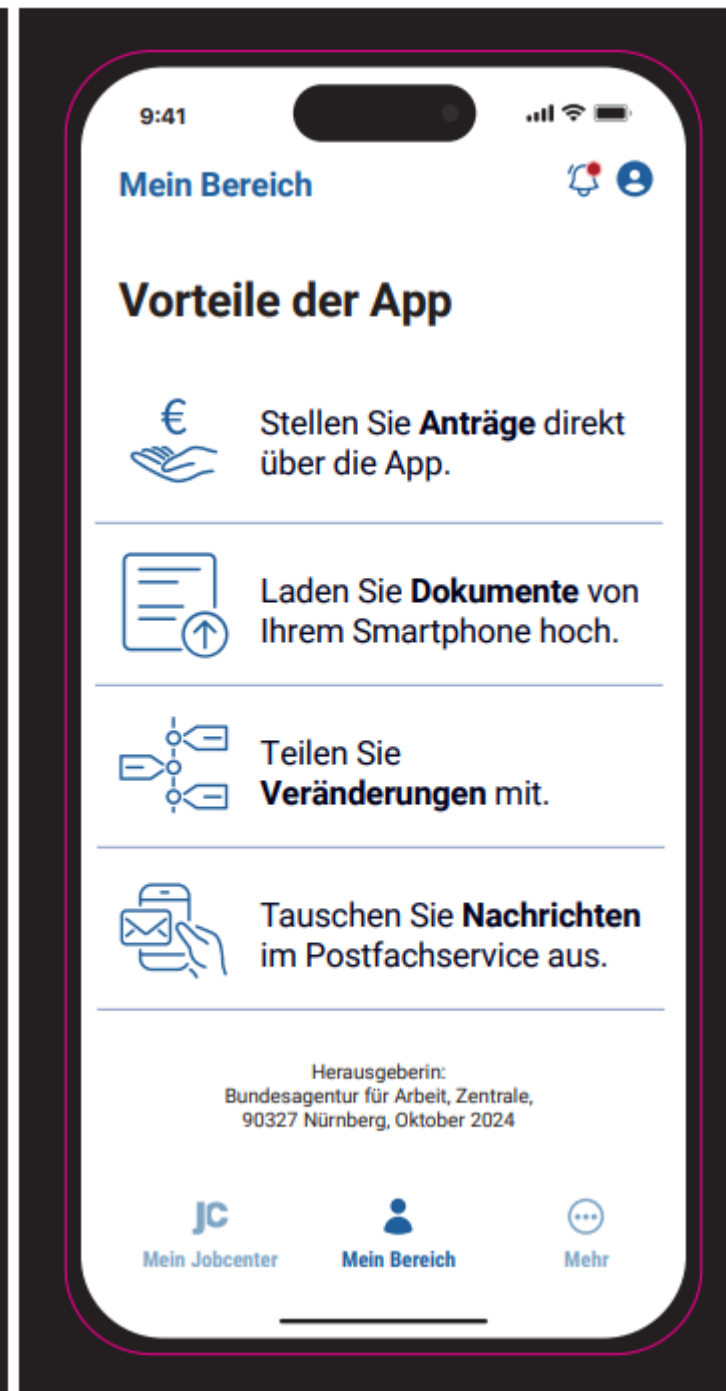 9:41
Mein Bereich
Vorteile der App
€
Stellen Sie Anträge direkt
über die App.
Laden Sie Dokumente von
Ihrem Smartphone hoch.
Teilen Sie
Veränderungen mit.
Tauschen Sie Nachrichten
im Postfachservice aus.
Herausgeberin:
Bundesagentur für Arbeit, Zentrale,
90327 Nürnberg, Oktober 2024
JC
Mein Jobcenter
Mein Bereich
Mehr